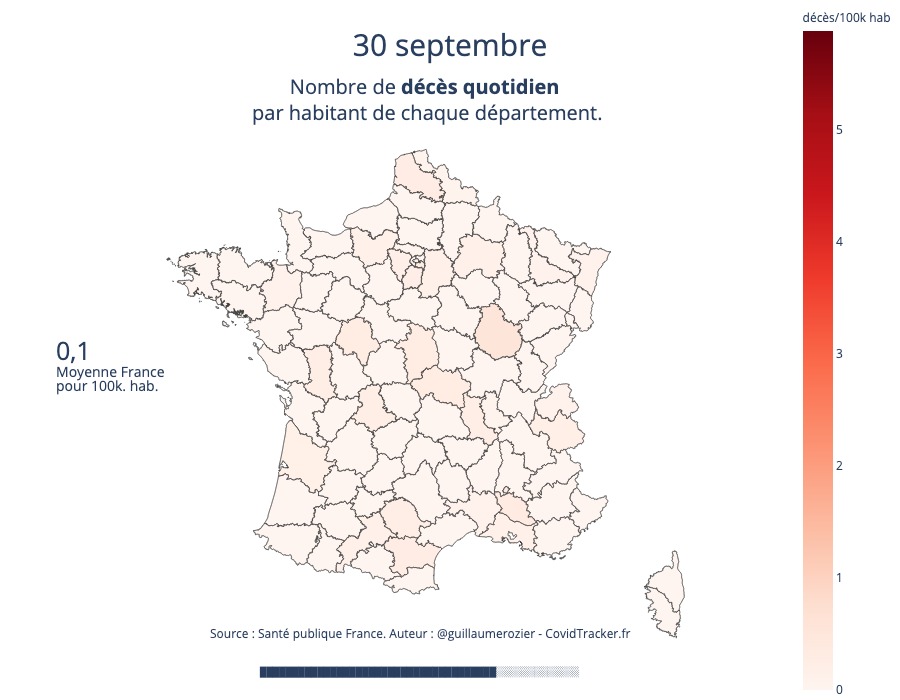 décès/100k hab
30 septembre
Nombre de décès quotidien
par habitant de chaque département.
5
4
3
2
1
0
0,1
Moyenne France
pour 100k. hab.
Source : Santé publique France. Auteur : @guillaumerozier - CovidTracker.fr